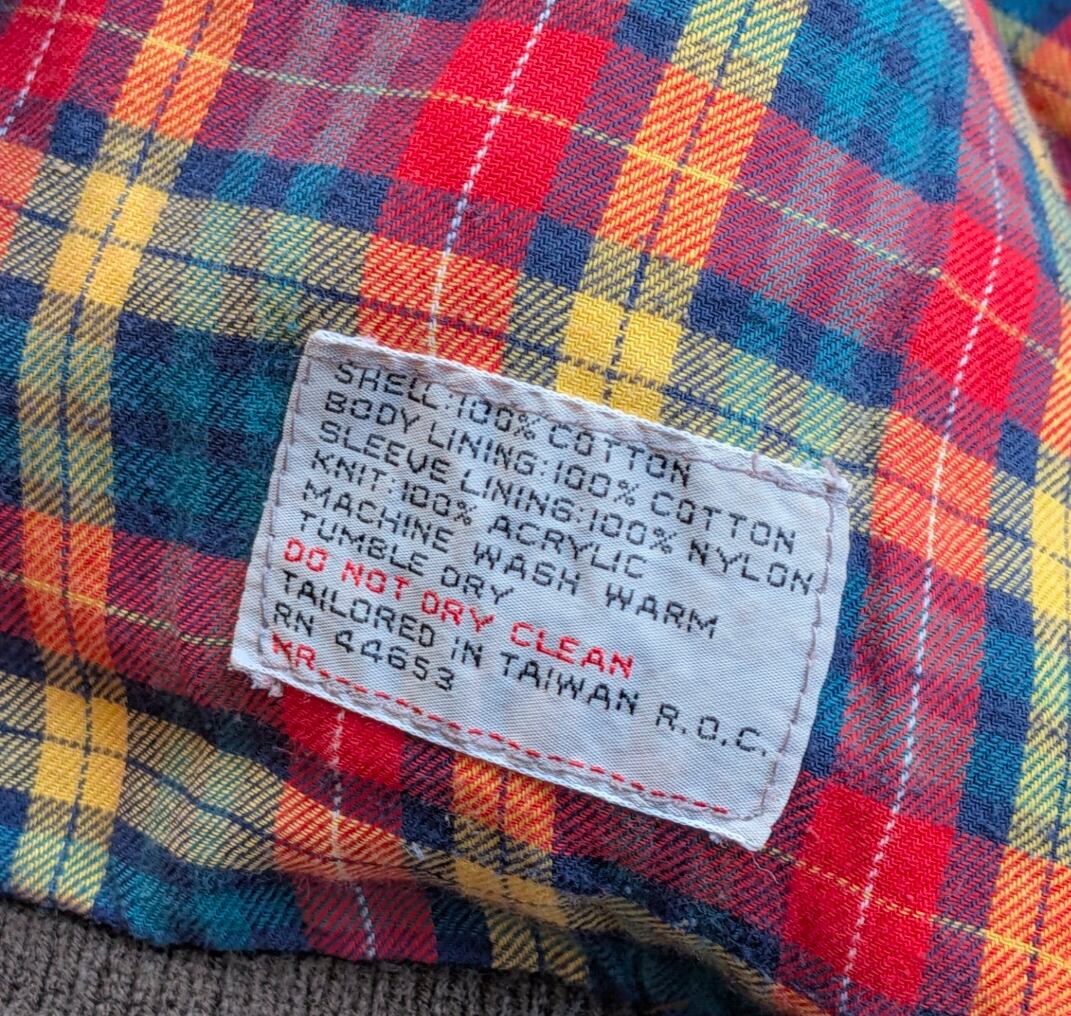 SHELL:100% COTTON
BODY LINING:100% COTTON
SLEEVE LINING:100% NYLON
KNIT:100% ACRYLIC
MACHINE WASH WARM
TUMBLE DRY
DO NOT DRY CLEAN
TAILORED IN TAIWAN R.O.C.
RN 44653
MR